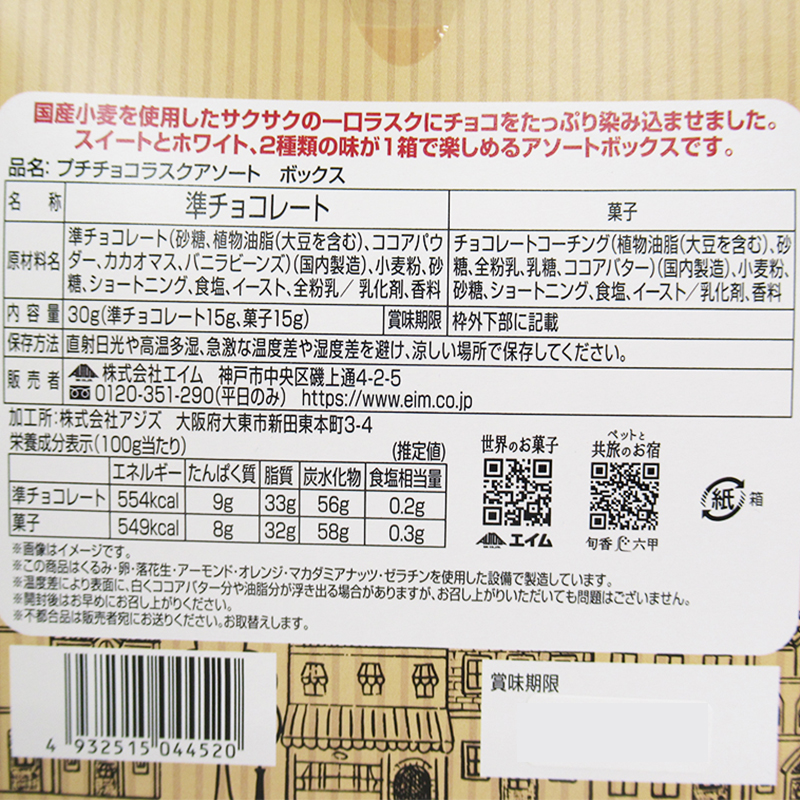 国産小麦を使用したサクサクの一口ラスクにチョコをたっぷり染み込ませました。
スイートとホワイト、2種類の味が1箱で楽しめるアソートボックスです。
品名：プチチョコラスクアソート　ボックス
名　称 準チョコレート 菓子
原材料名 準チョコレート(砂糖、植物油脂(大豆を含む)、ココアパウ
ダー、カカオマス、バニラビーンズ)(国内製造)、小麦粉、砂
糖、ショートニング、食塩、イースト、全粉乳／乳化剤、香料
チョコレートコーチング(植物油脂(大豆を含む)、砂
糖、全粉乳、乳糖、ココアバター)(国内製造)、小麦粉、
砂糖、ショートニング、食塩、イースト／乳化剤、香料
内容量 30g(準チョコレート15g、菓子15g) 賞味期限 枠外下部に記載
保存方法 直射日光や高温多湿、急激な温度差や湿度差を避け、涼しい場所で保存してください。
販売者 株式会社エイム　神戸市中央区磯上通4-2-5
0120-351-290(平日のみ)　https://www.eim.co.jp
加工所：株式会社アジズ　大阪府大東市新田東本町3-4
栄養成分表示(100g当たり) (推定値)
エネルギー たんぱく質 脂質 炭水化物 食塩相当量
準チョコレート 554kcal 9g 33g 56g 0.2g
菓子 549kcal 8g 32g 58g 0.3g
世界のお菓子
エイム
ペットと
共旅のお宿
旬香 六甲
紙 箱
※画像はイメージです。
※この商品はくるみ・卵・落花生・アーモンド・オレンジ・マカダミアナッツ・ゼラチンを使用した設備で製造しています。
※温度差により表面に、白くココアバター分や油脂分が浮き出る場合がありますが、お召し上がりいただいても問題はございません。
※開封後はお早めにお召し上がりください。
※不都合品は販売者宛にお送りください。お取替えします。
4 932515 044520
賞味期限